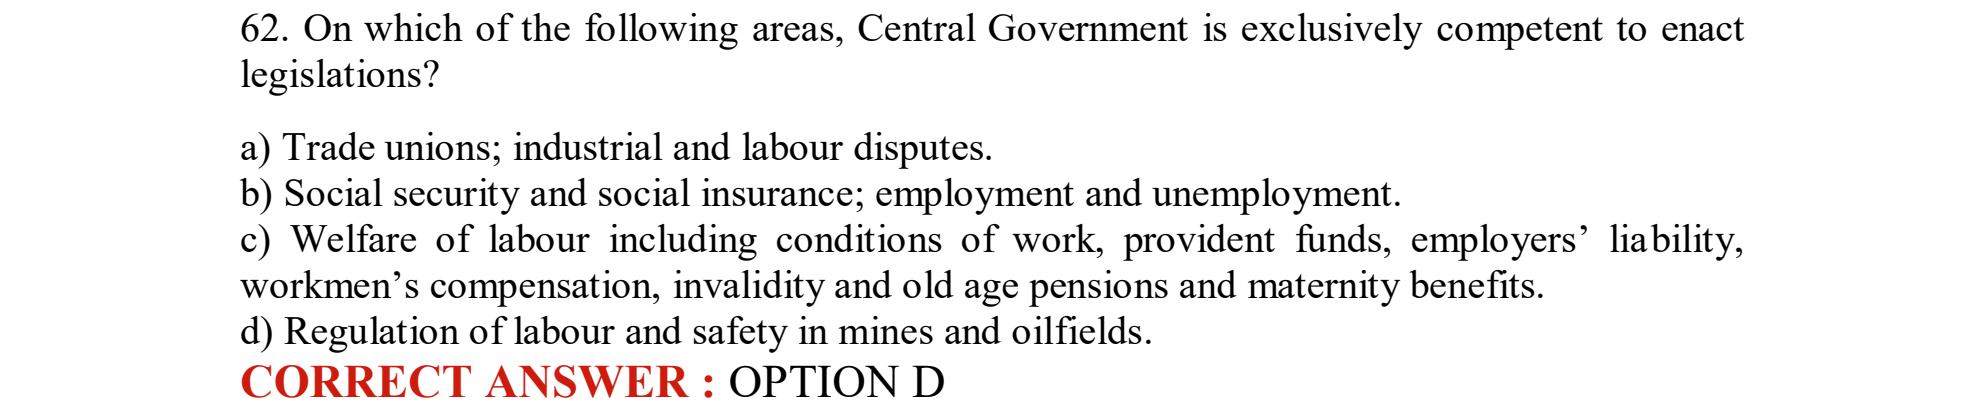 62. On which of the following areas, Central Government is exclusively competent to enact
legislations?
a) Trade unions; industrial and labour disputes.
b) Social security and social insurance; employment and unemployment.
c) Welfare of labour including conditions of work, provident funds, employers’ liability,
workmen’s compensation, invalidity and old age pensions and maternity benefits.
d) Regulation of labour and safety in mines and oilfields.
CORRECT ANSWER : OPTION D